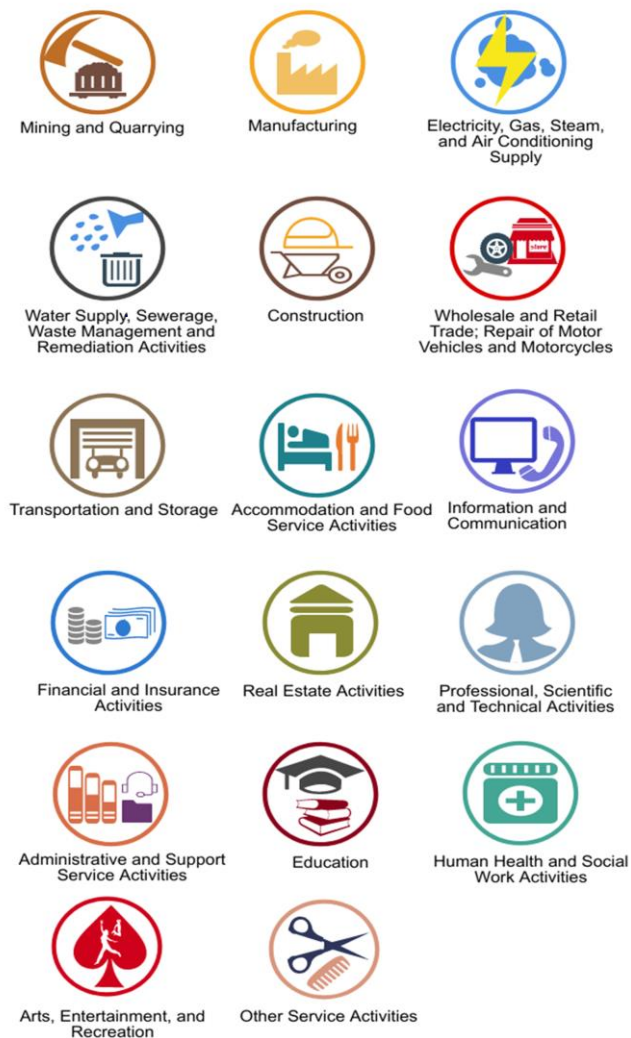 Mining and Quarrying
Manufacturing
Electricity, Gas, Steam,
and Air Conditioning
Supply
store
Water Supply, Sewerage,
Waste Management and
Remediation Activities
Construction
Wholesale and Retail
Trade; Repair of Motor
Vehicles and Motorcycles
Transportation and Storage
Accommodation and Food
Service Activities
Information and
Communication
Financial and Insurance
Activities
Real Estate Activities
Professional, Scientific
and Technical Activities
Administrative and Support
Service Activities
Education
Human Health and Social
Work Activities
Arts, Entertainment, and
Recreation
Other Service Activities